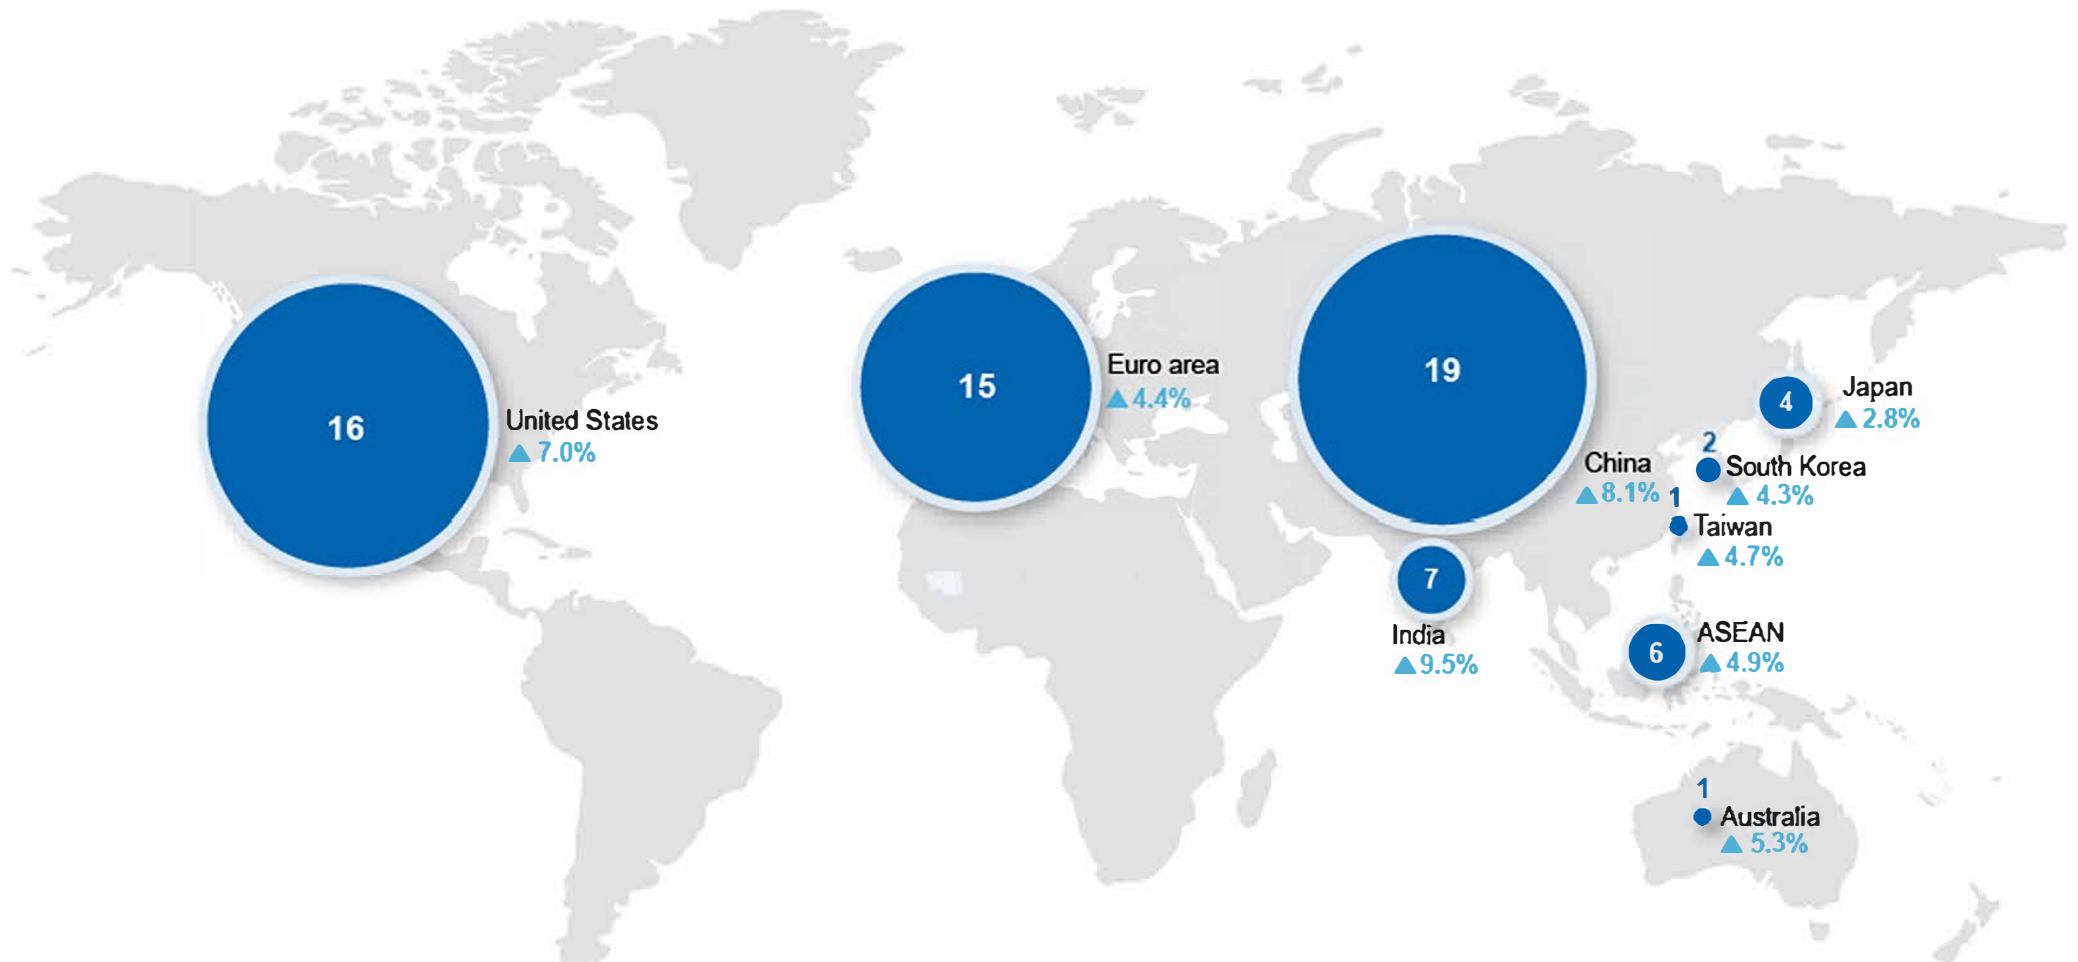 16
United States
▲ 7.0%
15
Euro area
▲ 4.4%
19
China
▲ 8.1%
4
Japan
▲ 2.8%
2
South Korea
▲ 4.3%
1
Taiwan
▲ 4.7%
7
India
▲ 9.5%
6
ASEAN
▲ 4.9%
1
Australia
▲ 5.3%